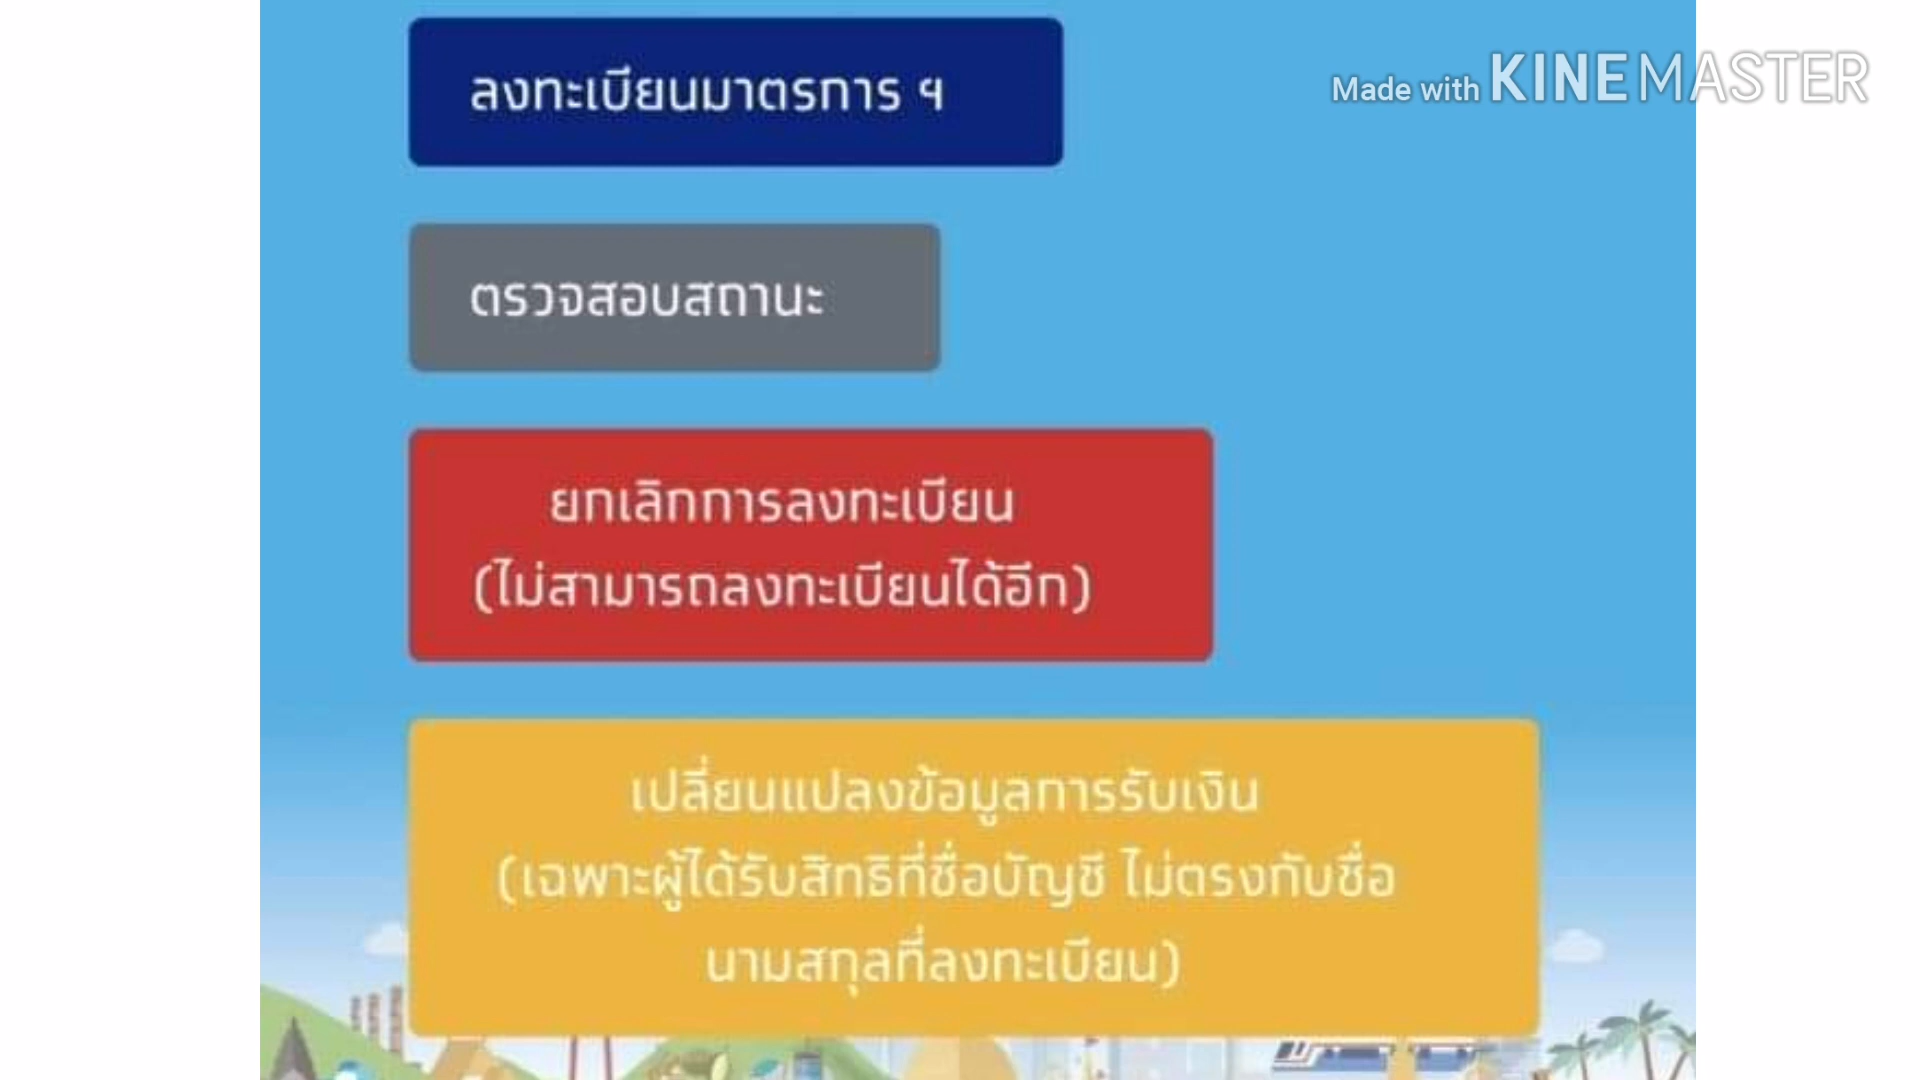 ลงทะเบียนมาตรการ ฯ
Made with KINEMASTER
ตรวจสอบสถานะ
ยกเลิกการลงทะเบียน
(ไม่สามารถลงทะเบียนได้อีก)
เปลี่ยนแปลงข้อมูลการรับเงิน
(เฉพาะผู้ได้รับสิทธิที่ชื่อบัญชี ไม่ตรงกับชื่อ
นามสกุลที่ลงทะเบียน)